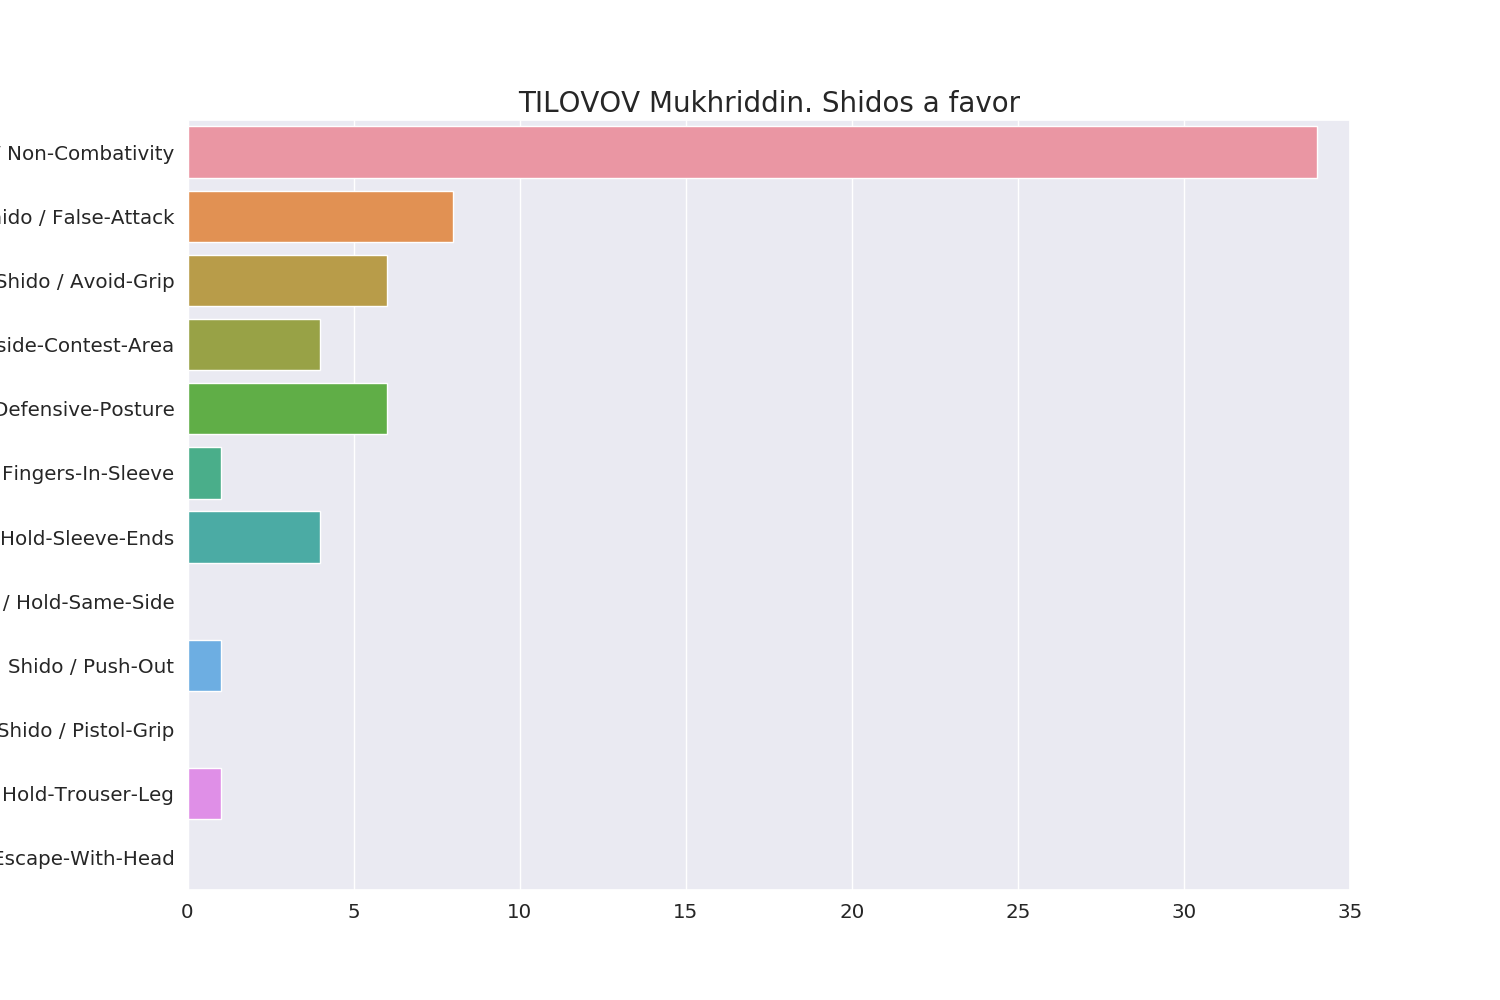 TILOVOV Mukhriddin. Shidos a favor
/ Non-Combativity
ido / False-Attack
Shido / Avoid-Grip
side-Contest-Area
Defensive-Posture
Fingers-In-Sleeve
Hold-Sleeve-Ends
/ Hold-Same-Side
Shido / Push-Out
Shido / Pistol-Grip
Hold-Trouser-Leg
Escape-With-Head
0 5 10 15 20 25 30 35